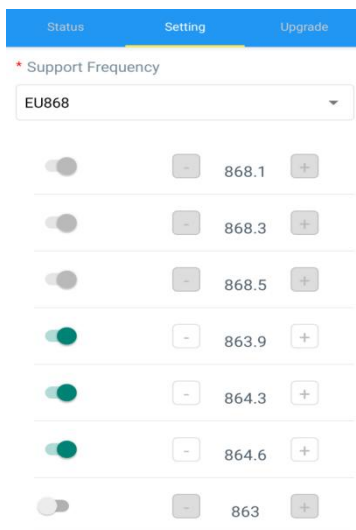 Status Setting Upgrade
* Support Frequency
EU868
- 868.1 +
- 868.3 +
- 868.5 +
- 863.9 +
- 864.3 +
- 864.6 +
- 863 +